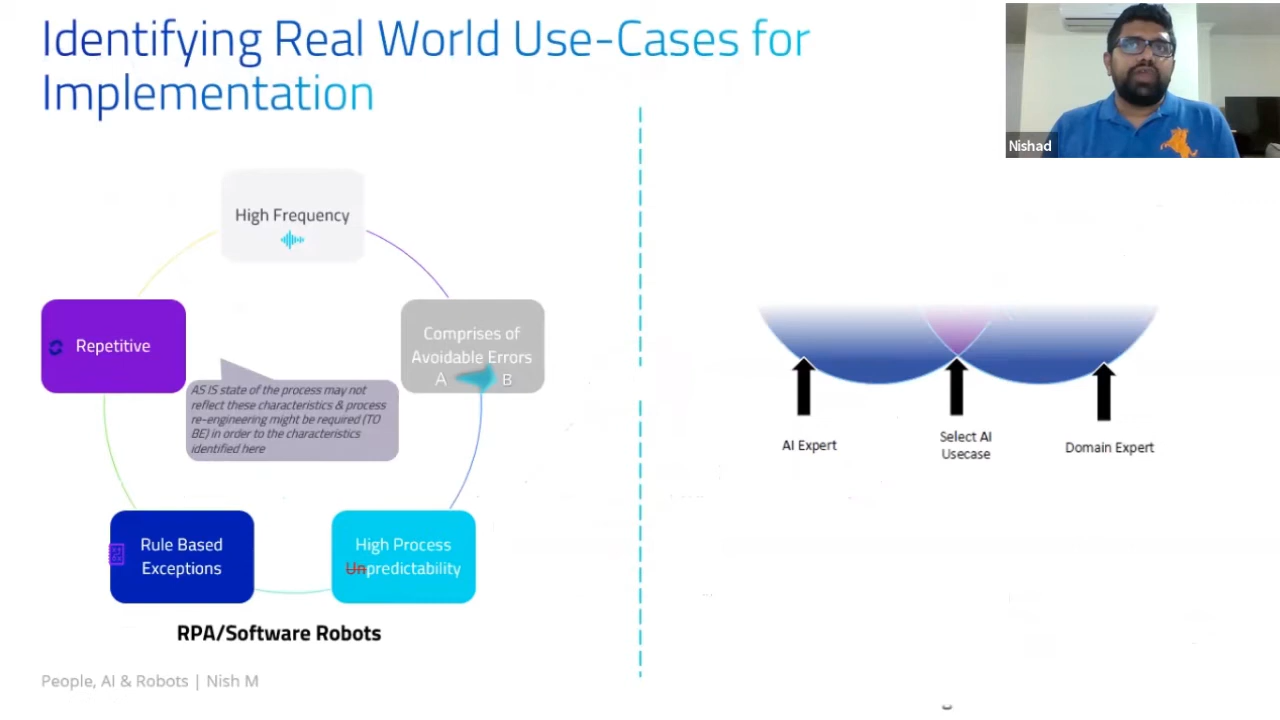 Identifying Real World Use-Cases for
Implementation
Nishad
High Frequency
Comprises of
Avoidable Errors
A B
Repetitive
AS IS state of the process may not
reflect these characteristics & process
re-engineering might be required (TO
BE) in order to the characteristics
identified here
Rule Based
Exceptions
High Process
Unpredictability
RPA/Software Robots
AI Expert
Select AI
Usecase
Domain Expert
People, AI & Robots | Nish M